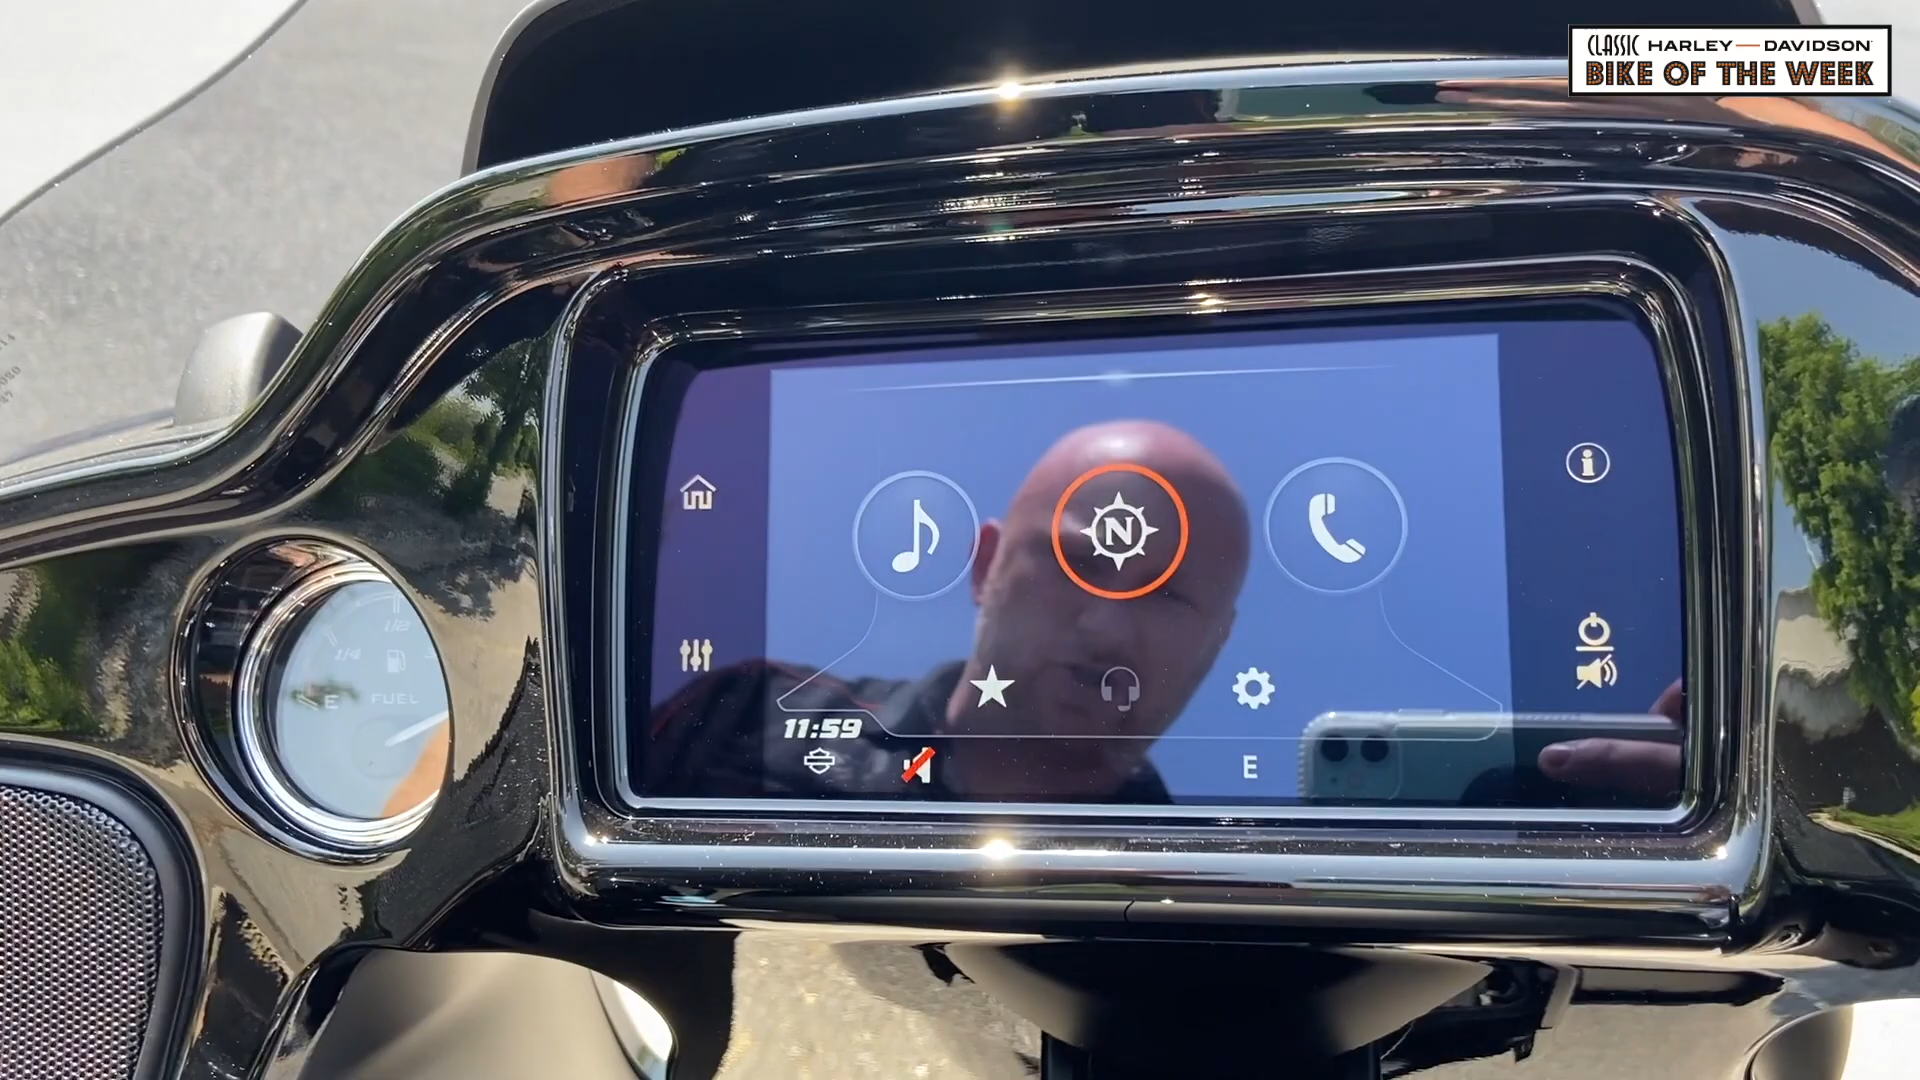 CLASSIC HARLEY—DAVIDSON
BIKE OF THE WEEK
N
1/2
1/4
E
FUEL
11:59
E